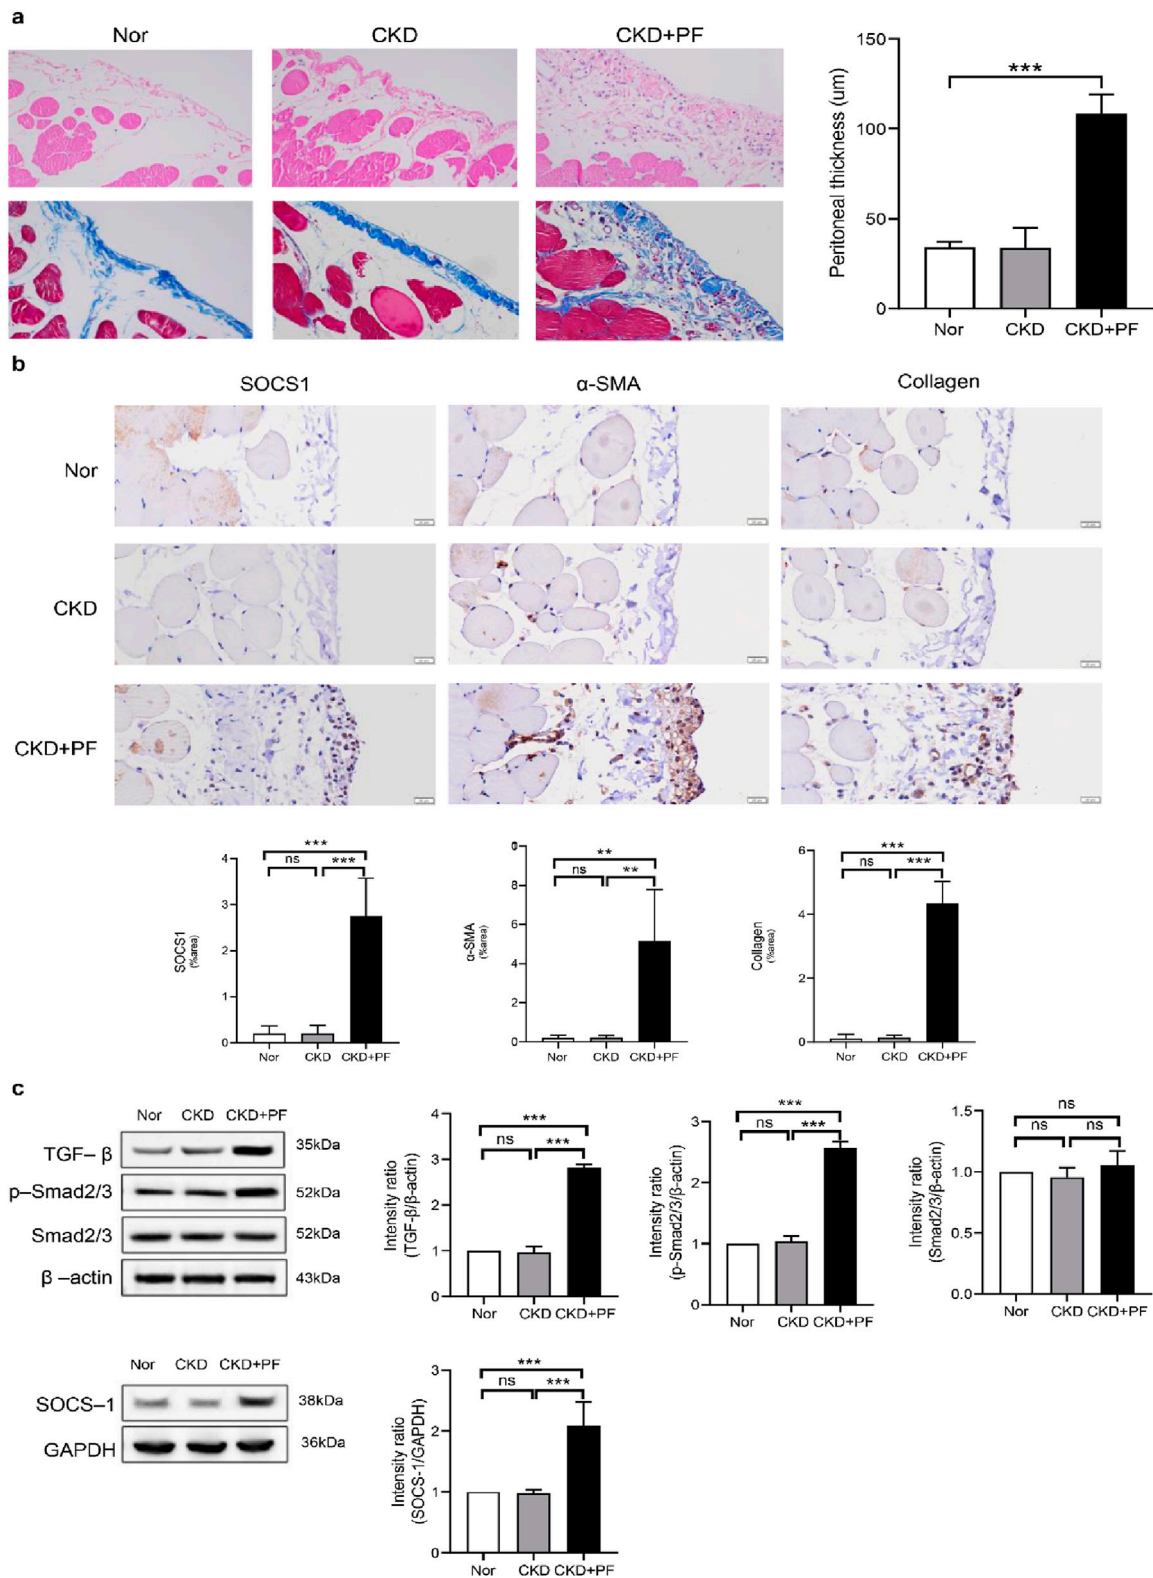 a
Nor CKD CKD+PF
Peritoneal thickness (um)
150
100
50
0
***
Nor CKD CKD+PF
b
SOCS1 α-SMA Collagen
Nor
CKD
CKD+PF
SOCS1
(%area)
4
3
2
1
0
***
ns ***
Nor CKD CKD+PF
α-SMA
(%area)
8
6
4
2
0
**
ns **
Nor CKD CKD+PF
Collagen
(%area)
6
4
2
0
***
ns ***
Nor CKD CKD+PF
c
Nor CKD CKD+PF
TGF– β 35kDa
p–Smad2/3 52kDa
Smad2/3 52kDa
β –actin 43kDa
Intensity ratio
(TGF-β/β-actin)
4
3
2
1
0
***
ns ***
Nor CKD CKD+PF
Intensity ratio
(p-Smad2/3/β-actin)
3
2
1
0
***
ns ***
Nor CKD CKD+PF
Intensity ratio
(Smad2/3/β-actin)
1.5
1.0
0.5
0.0
ns
ns ns
Nor CKD CKD+PF
Nor CKD CKD+PF
SOCS–1 38kDa
GAPDH 36kDa
Intensity ratio
(SOCS-1/GAPDH)
3
2
1
0
***
ns ***
Nor CKD CKD+PF